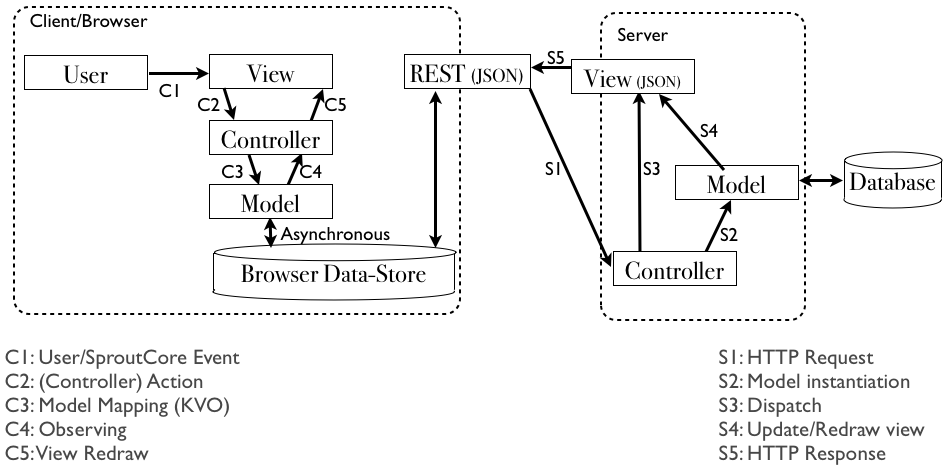 Client/Browser
Server
User
View
REST (JSON)
S5
View (JSON)
C1
C2
C5
Controller
S4
C3
C4
S1
S3
Model
Database
Model
Asynchronous
S2
Browser Data-Store
Controller
C1: User/SproutCore Event
C2: (Controller) Action
C3: Model Mapping (KVO)
C4: Observing
C5: View Redraw
S1: HTTP Request
S2: Model instantiation
S3: Dispatch
S4: Update/Redraw view
S5: HTTP Response